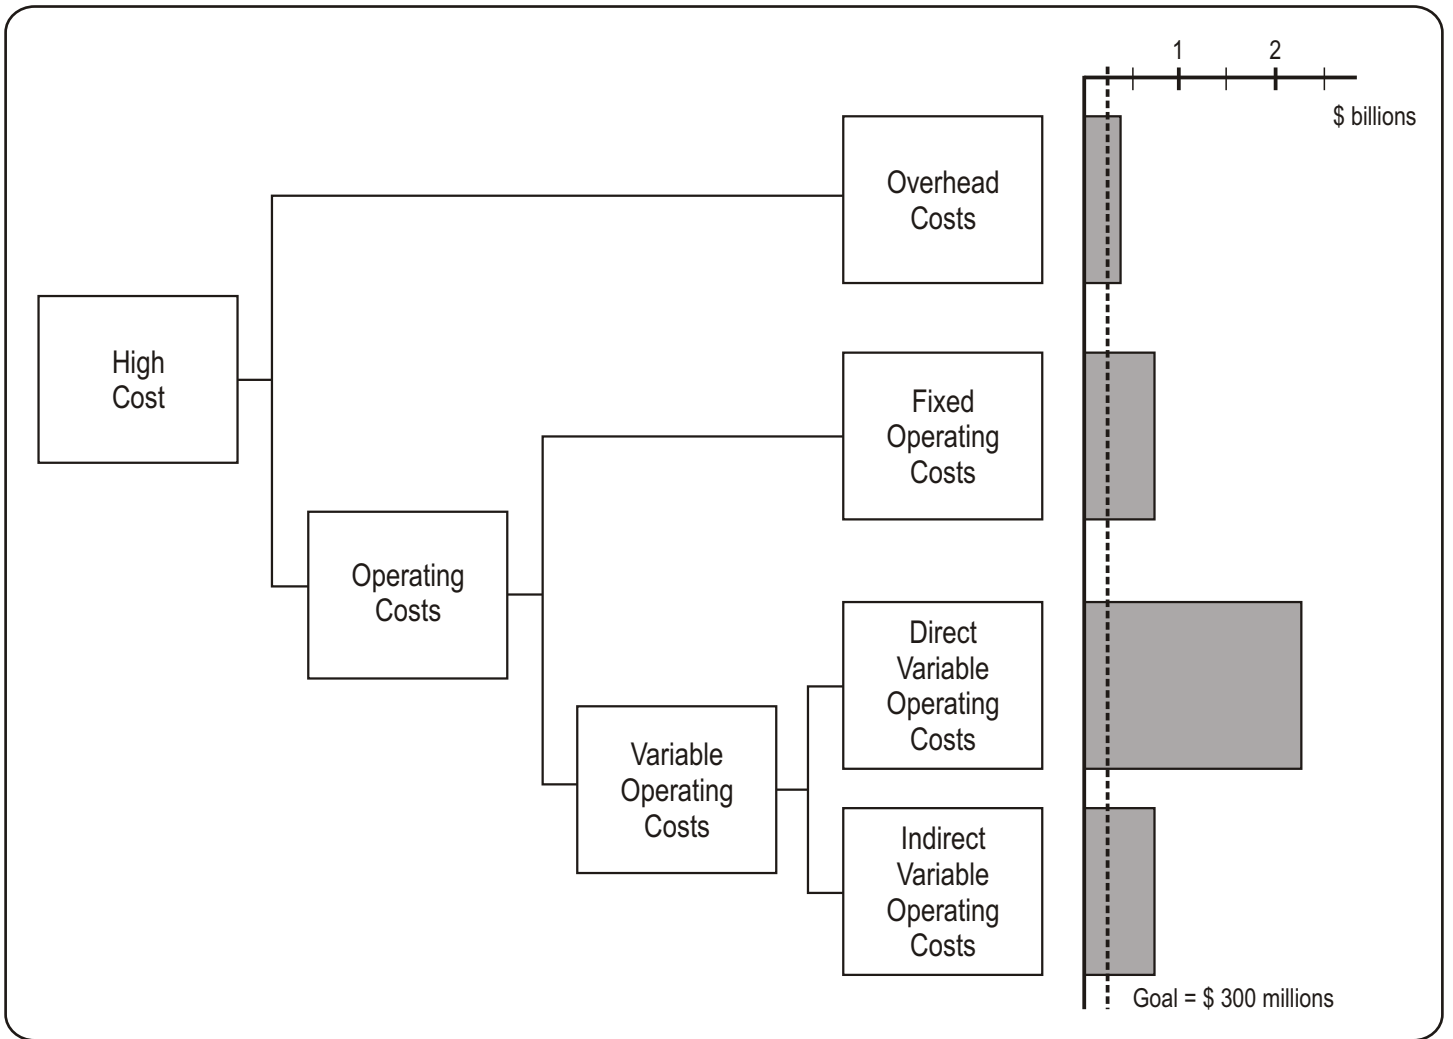 1
2
$ billions
Overhead
Costs
High
Cost
Fixed
Operating
Costs
Operating
Costs
Direct
Variable
Operating
Costs
Variable
Operating
Costs
Indirect
Variable
Operating
Costs
Goal = $ 300 millions